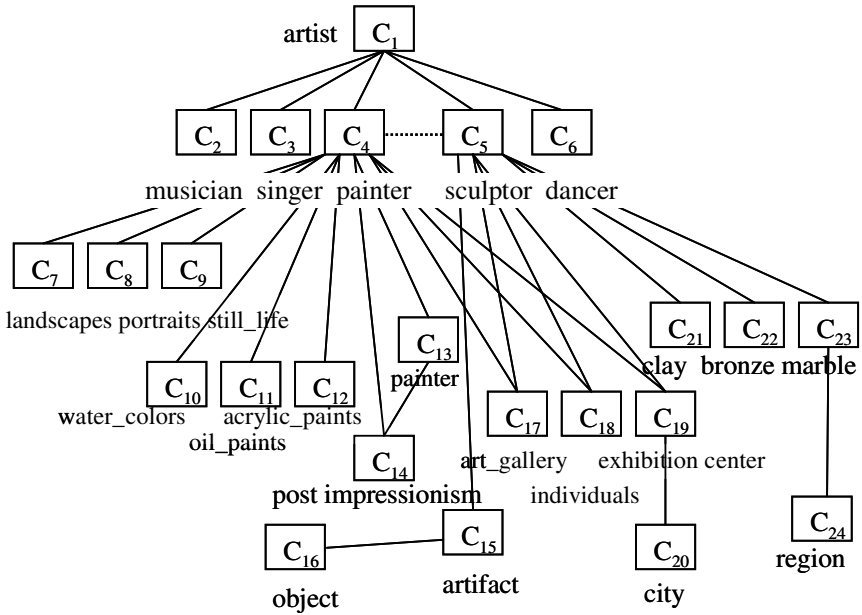 artist C1
C2 C3 C4 C5 C6
musician singer painter sculptor dancer
C7 C8 C9
landscapes portraits still_life
C21 C22 C23
clay bronze marble
C13
painter
C10 C11 C12
water_colors acrylic_paints
oil_paints
C17 C18 C19
art_gallery exhibition center
individuals
C14
post impressionism
C24
region
C16 C15 C20
object artifact city